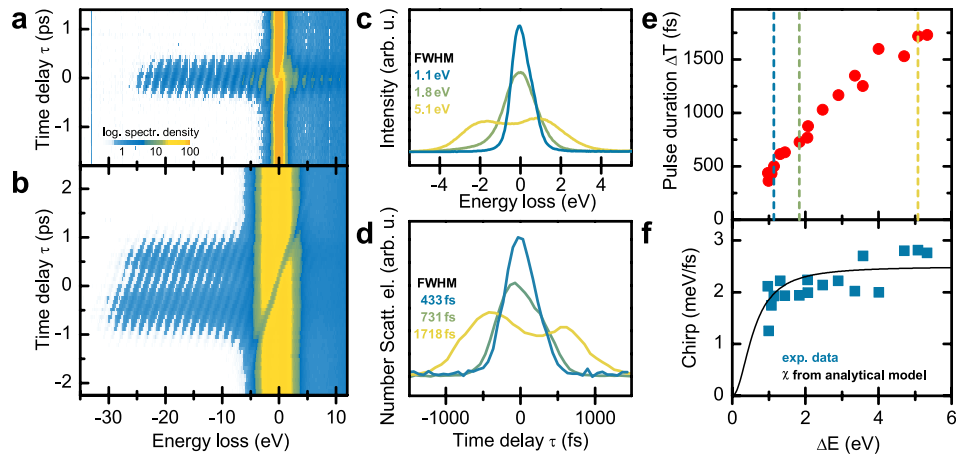 a
Time delay τ (ps)
1
0
-1
log. spectr. density
1 10 100
b
Time delay τ (ps)
2
1
0
-1
-2
-30 -20 -10 0 10
Energy loss (eV)
c
Intensity (arb. u.)
FWHM
1.1 eV
1.8 eV
5.1 eV
-4 -2 0 2 4
Energy loss (eV)
d
Number Scatt. el. (arb. u.)
FWHM
433 fs
731 fs
1718 fs
-1000 0 1000
Time delay τ (fs)
e
Pulse duration ΔT (fs)
1500
1000
500
0
f
Chirp (meV/fs)
3
2
1
0
exp. data
χ from analytical model
0 2 4 6
ΔE (eV)